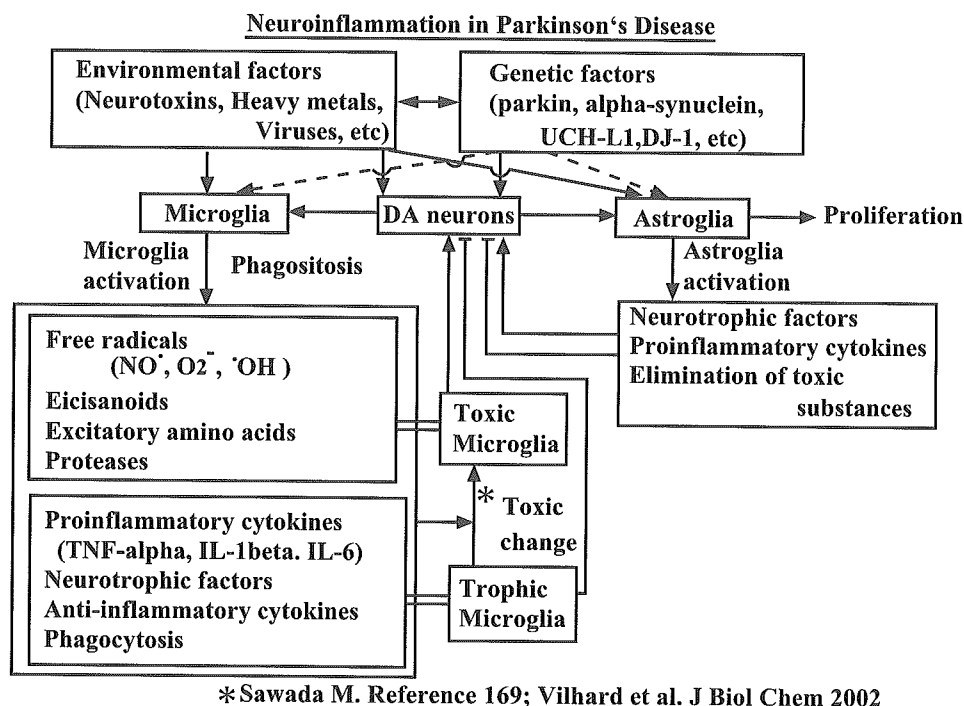 Neuroinflammation in Parkinson‘s Disease
Environmental factors
(Neurotoxins, Heavy metals,
Viruses, etc)
Genetic factors
(parkin, alpha-synuclein,
UCH-L1,DJ-1, etc)
Microglia
DA neurons
Astroglia
Proliferation
Microglia
activation
Phagositosis
Astroglia
activation
Free radicals
(NO˙, O2⁻, ˙OH )
Eicisanoids
Excitatory amino acids
Proteases
Neurotrophic factors
Proinflammatory cytokines
Elimination of toxic
substances
Toxic
Microglia
* Toxic
change
Proinflammatory cytokines
(TNF-alpha, IL-1beta. IL-6)
Neurotrophic factors
Anti-inflammatory cytokines
Phagocytosis
Trophic
Microglia
*Sawada M. Reference 169; Vilhard et al. J Biol Chem 2002